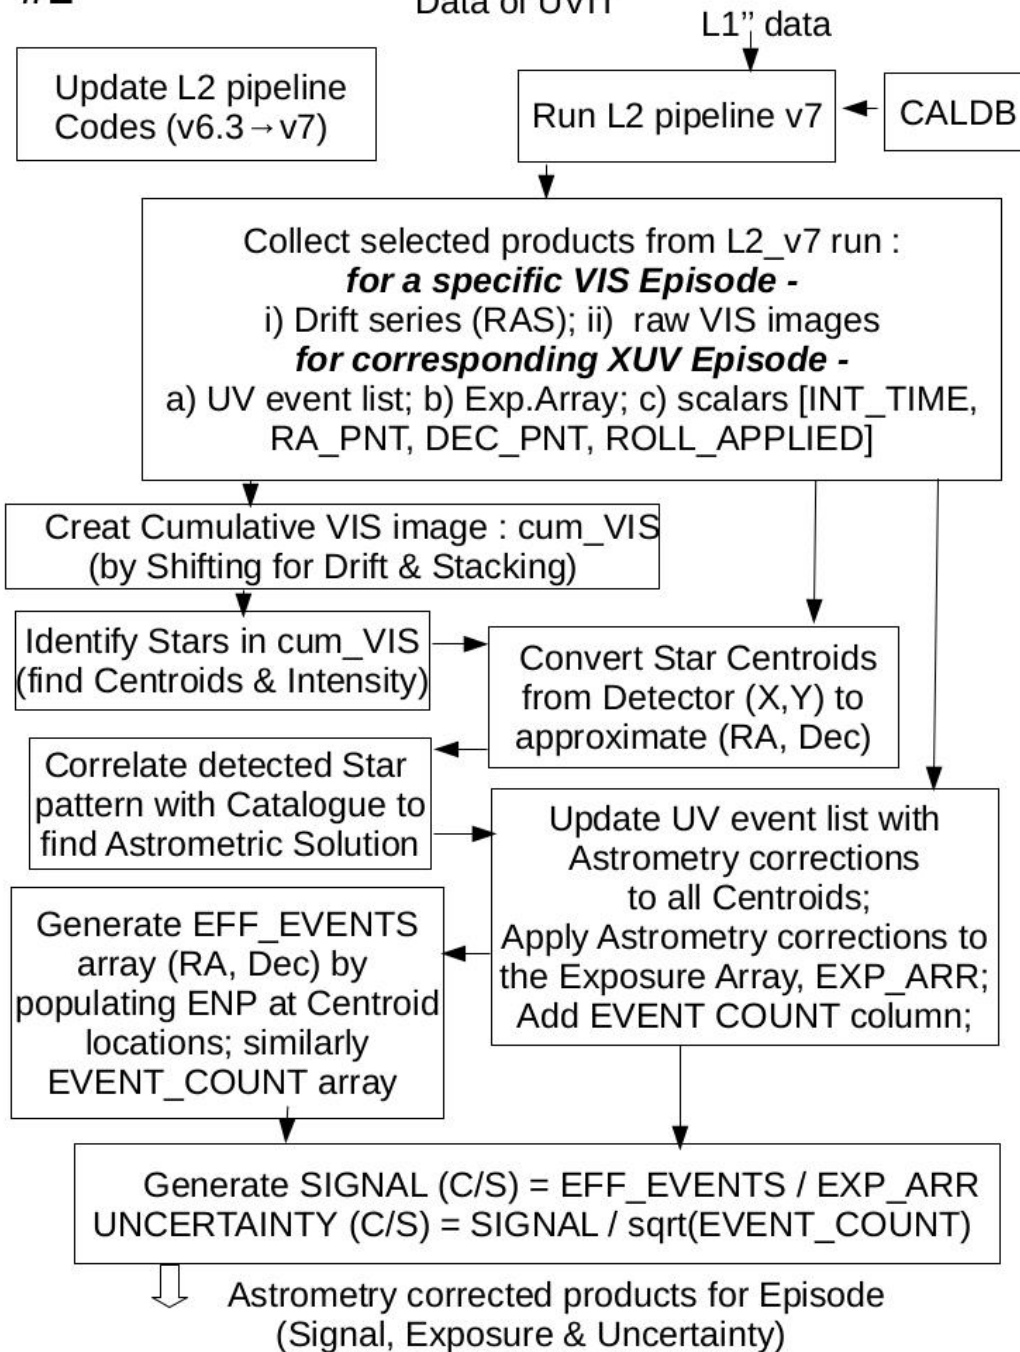 Data of UVIT
L1” data
Update L2 pipeline
Codes (v6.3→v7)
Run L2 pipeline v7
CALDB
Collect selected products from L2_v7 run :
for a specific VIS Episode -
i) Drift series (RAS); ii) raw VIS images
for corresponding XUV Episode -
a) UV event list; b) Exp.Array; c) scalars [INT_TIME,
RA_PNT, DEC_PNT, ROLL_APPLIED]
Creat Cumulative VIS image : cum_VIS
(by Shifting for Drift & Stacking)
Identify Stars in cum_VIS
(find Centroids & Intensity)
Convert Star Centroids
from Detector (X,Y) to
approximate (RA, Dec)
Correlate detected Star
pattern with Catalogue to
find Astrometric Solution
Update UV event list with
Astrometry corrections
to all Centroids;
Apply Astrometry corrections to
the Exposure Array, EXP_ARR;
Add EVENT COUNT column;
Generate EFF_EVENTS
array (RA, Dec) by
populating ENP at Centroid
locations; similarly
EVENT_COUNT array
Generate SIGNAL (C/S) = EFF_EVENTS / EXP_ARR
UNCERTAINTY (C/S) = SIGNAL / sqrt(EVENT_COUNT)
Astrometry corrected products for Episode
(Signal, Exposure & Uncertainty)